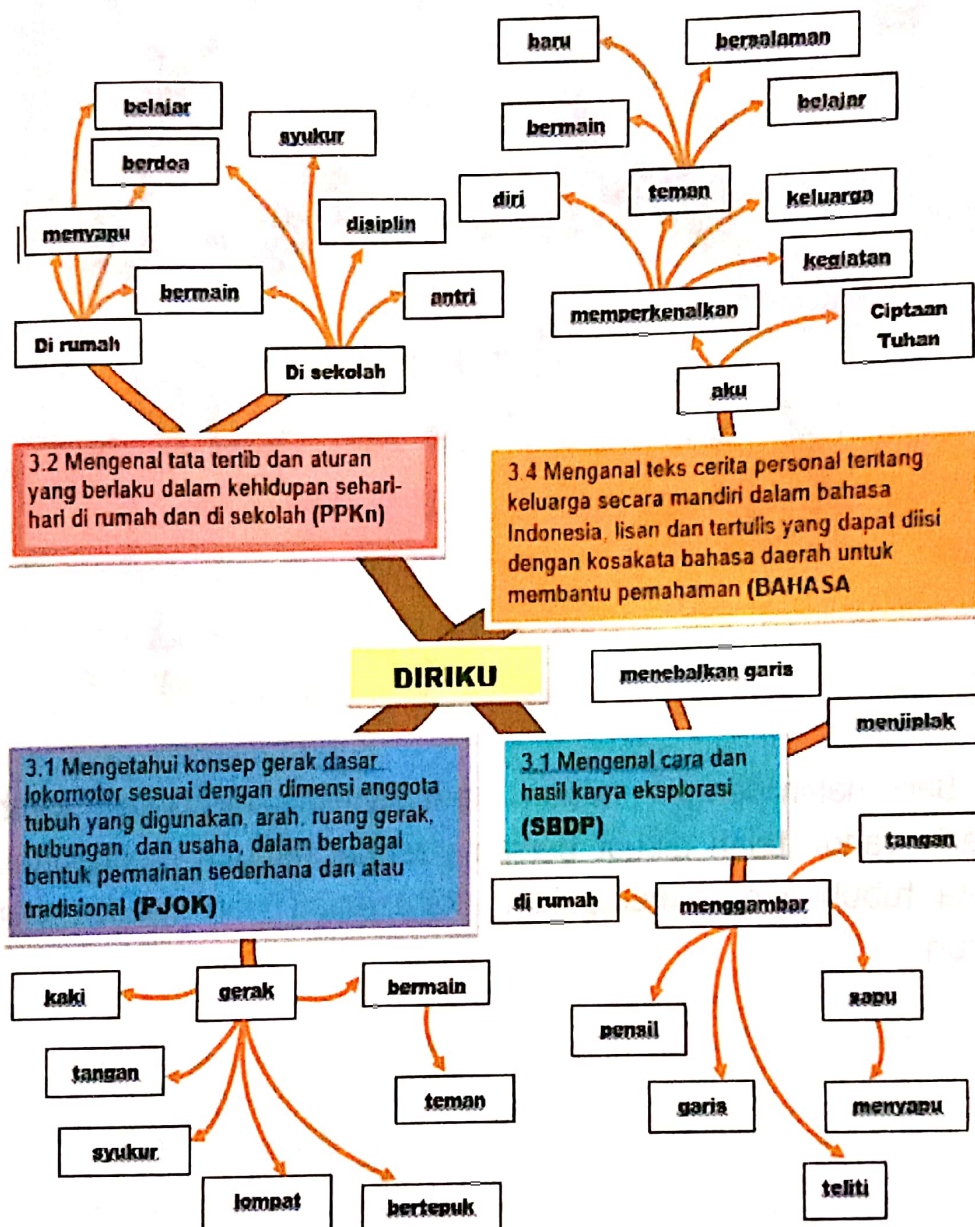 baru
bersalaman
belajar
belajar
syukur
bermain
berdoa
diri
teman
keluarga
menyapu
disiplin
kegiatan
bermain
antri
memperkenalkan
Ciptaan
Tuhan
Di rumah
Di sekolah
aku
3.2 Mengenal tata tertib dan aturan
yang berlaku dalam kehidupan sehari-
hari di rumah dan di sekolah (PPKn)
3.4 Menganal teks cerita personal tentang
keluarga secara mandiri dalam bahasa
Indonesia, lisan dan tertulis yang dapat diisi
dengan kosakata bahasa daerah untuk
membantu pemahaman (BAHASA
DIRIKU
menebalkan garis
menjiplak
3.1 Mengetahui konsep gerak dasar
lokomotor sesuai dengan dimensi anggota
tubuh yang digunakan, arah, ruang gerak,
hubungan, dan usaha, dalam berbagai
bentuk permainan sederhana dan atau
tradisional (PJOK)
3.1 Mengenal cara dan
hasil karya eksplorasi
(SBDP)
tangan
di rumah
menggambar
kaki
gerak
bermain
sapu
pensil
tangan
teman
garis
menyapu
syukur
teliti
lompat
bertepuk